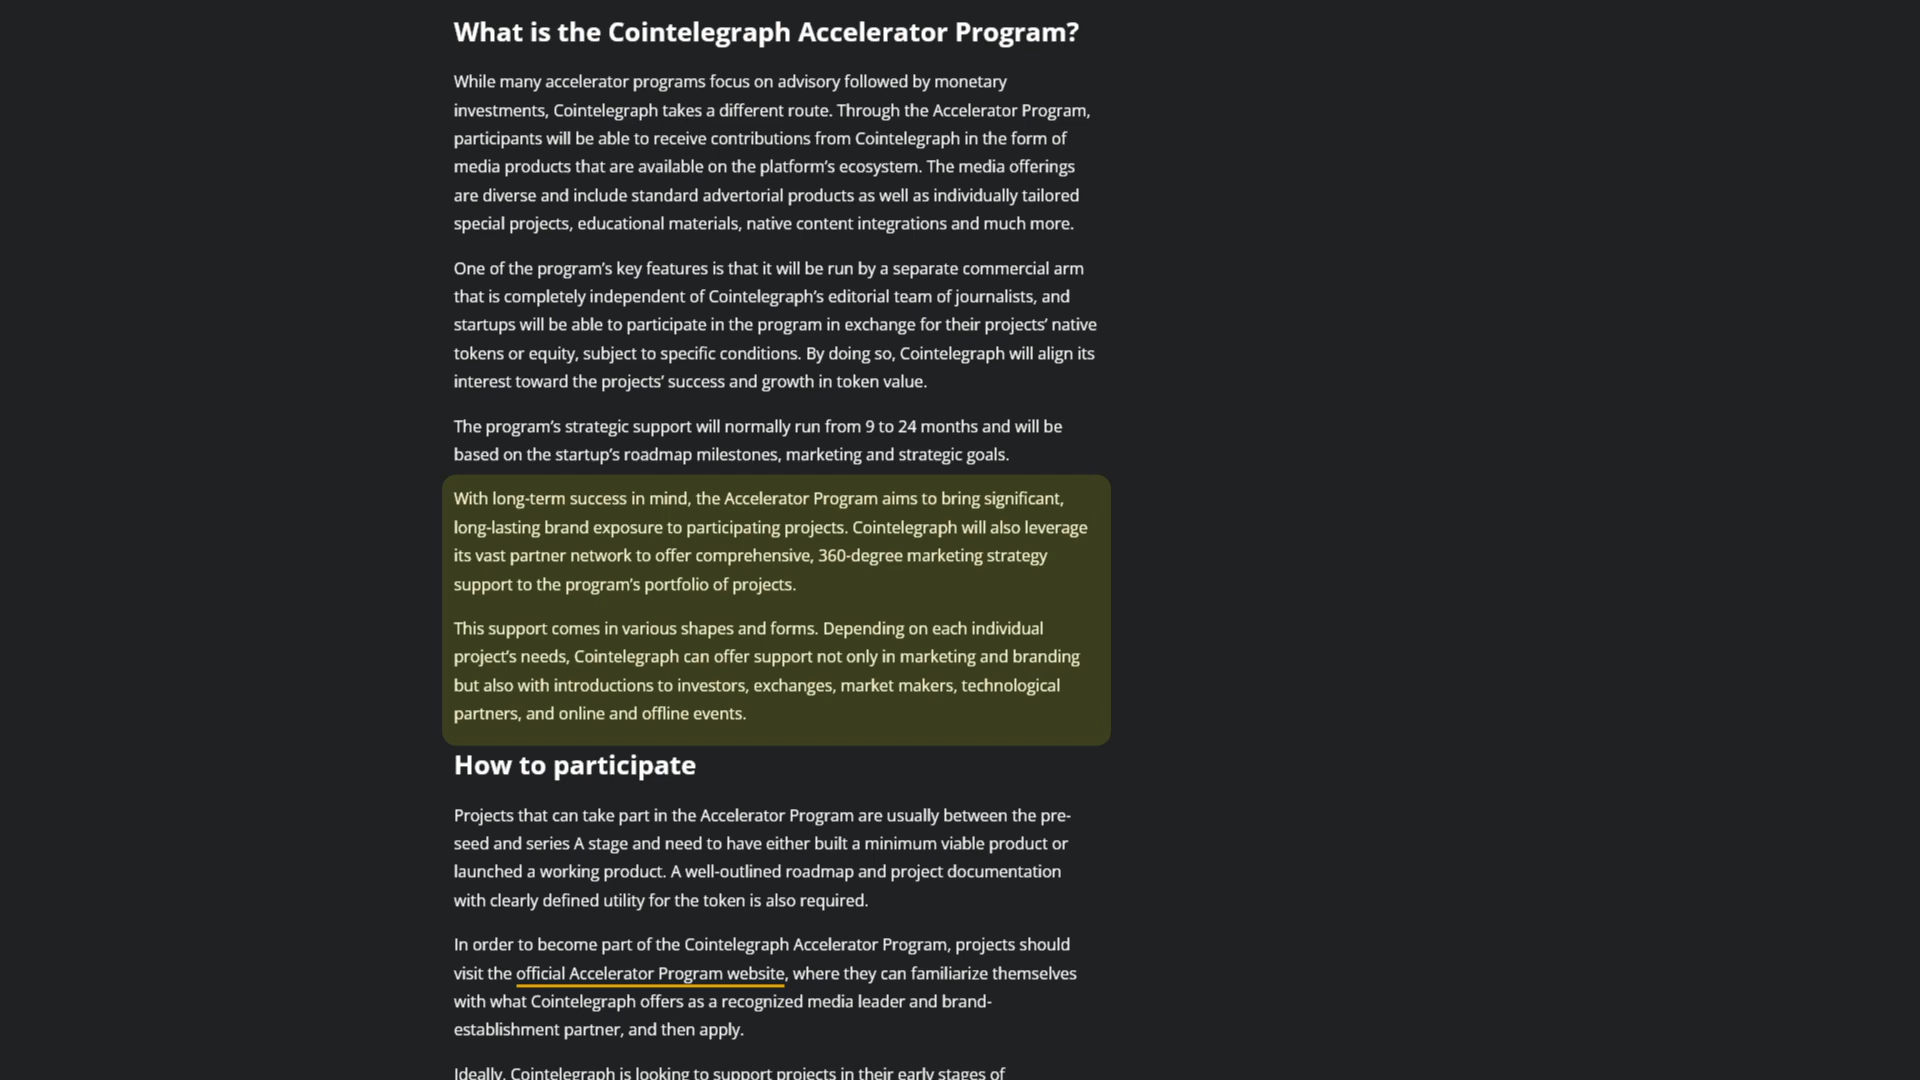 What is the Cointelegraph Accelerator Program?
While many accelerator programs focus on advisory followed by monetary
investments, Cointelegraph takes a different route. Through the Accelerator Program,
participants will be able to receive contributions from Cointelegraph in the form of
media products that are available on the platform’s ecosystem. The media offerings
are diverse and include standard advertorial products as well as individually tailored
special projects, educational materials, native content integrations and much more.
One of the program’s key features is that it will be run by a separate commercial arm
that is completely independent of Cointelegraph’s editorial team of journalists, and
startups will be able to participate in the program in exchange for their projects’ native
tokens or equity, subject to specific conditions. By doing so, Cointelegraph will align its
interest toward the projects’ success and growth in token value.
The program’s strategic support will normally run from 9 to 24 months and will be
based on the startup’s roadmap milestones, marketing and strategic goals.
With long-term success in mind, the Accelerator Program aims to bring significant,
long-lasting brand exposure to participating projects. Cointelegraph will also leverage
its vast partner network to offer comprehensive, 360-degree marketing strategy
support to the program’s portfolio of projects.
This support comes in various shapes and forms. Depending on each individual
project’s needs, Cointelegraph can offer support not only in marketing and branding
but also with introductions to investors, exchanges, market makers, technological
partners, and online and offline events.
How to participate
Projects that can take part in the Accelerator Program are usually between the pre-
seed and series A stage and need to have either built a minimum viable product or
launched a working product. A well-outlined roadmap and project documentation
with clearly defined utility for the token is also required.
In order to become part of the Cointelegraph Accelerator Program, projects should
visit the official Accelerator Program website, where they can familiarize themselves
with what Cointelegraph offers as a recognized media leader and brand-
establishment partner, and then apply.
Ideally, Cointelegraph is looking to support projects in their early stages of